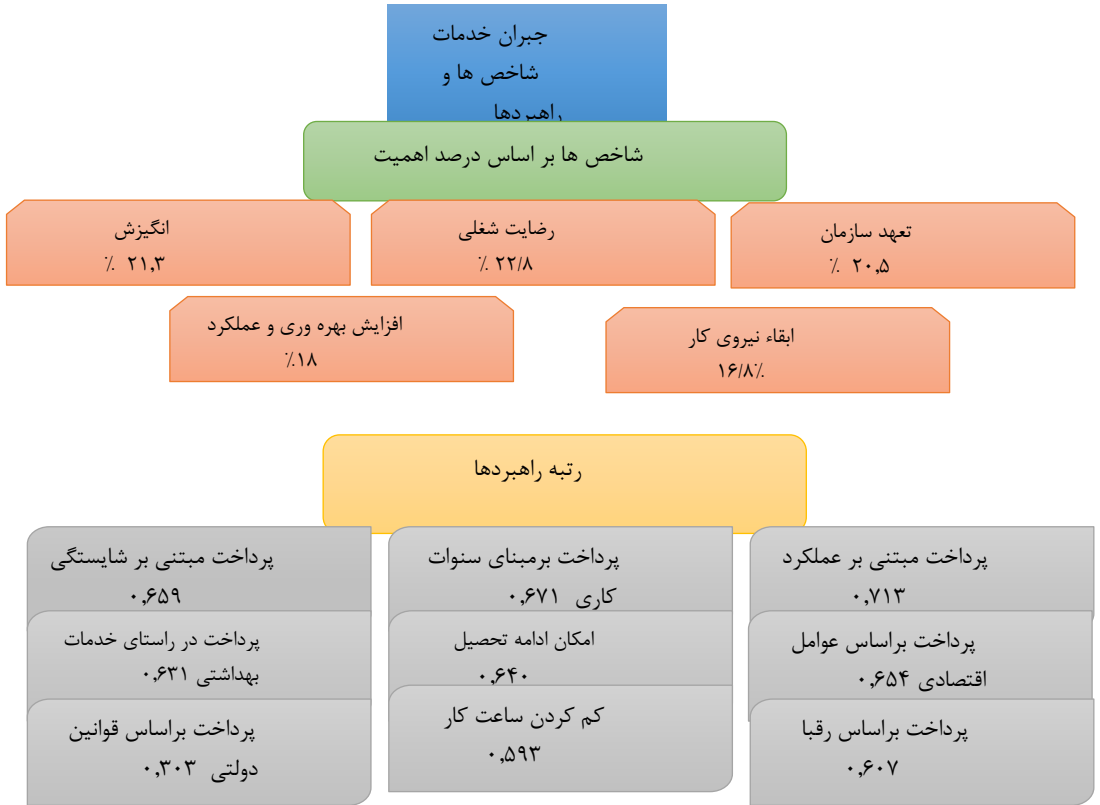 جبران خدمات
شاخص ها و
راهبردها
شاخص ها بر اساس درصد اهمیت
تعهد سازمان
۲۰,۵ ٪
رضایت شغلی
۲۲/۸ ٪
انگیزش
۲۱,۳ ٪
ابقاء نیروی کار
۱۶/۸٪
افزایش بهره وری و عملکرد
۱۸٪
رتبه راهبردها
پرداخت مبتنی بر عملکرد
۰,۷۱۳
پرداخت برمبنای سنوات
کاری ۰,۶۷۱
پرداخت مبتنی بر شایستگی
۰,۶۵۹
پرداخت براساس عوامل
اقتصادی ۰,۶۵۴
امکان ادامه تحصیل
۰,۶۴۰
پرداخت در راستای خدمات
بهداشتی ۰,۶۳۱
پرداخت براساس رقبا
۰,۶۰۷
کم کردن ساعت کار
۰,۵۹۳
پرداخت براساس قوانین
دولتی ۰,۳۰۳